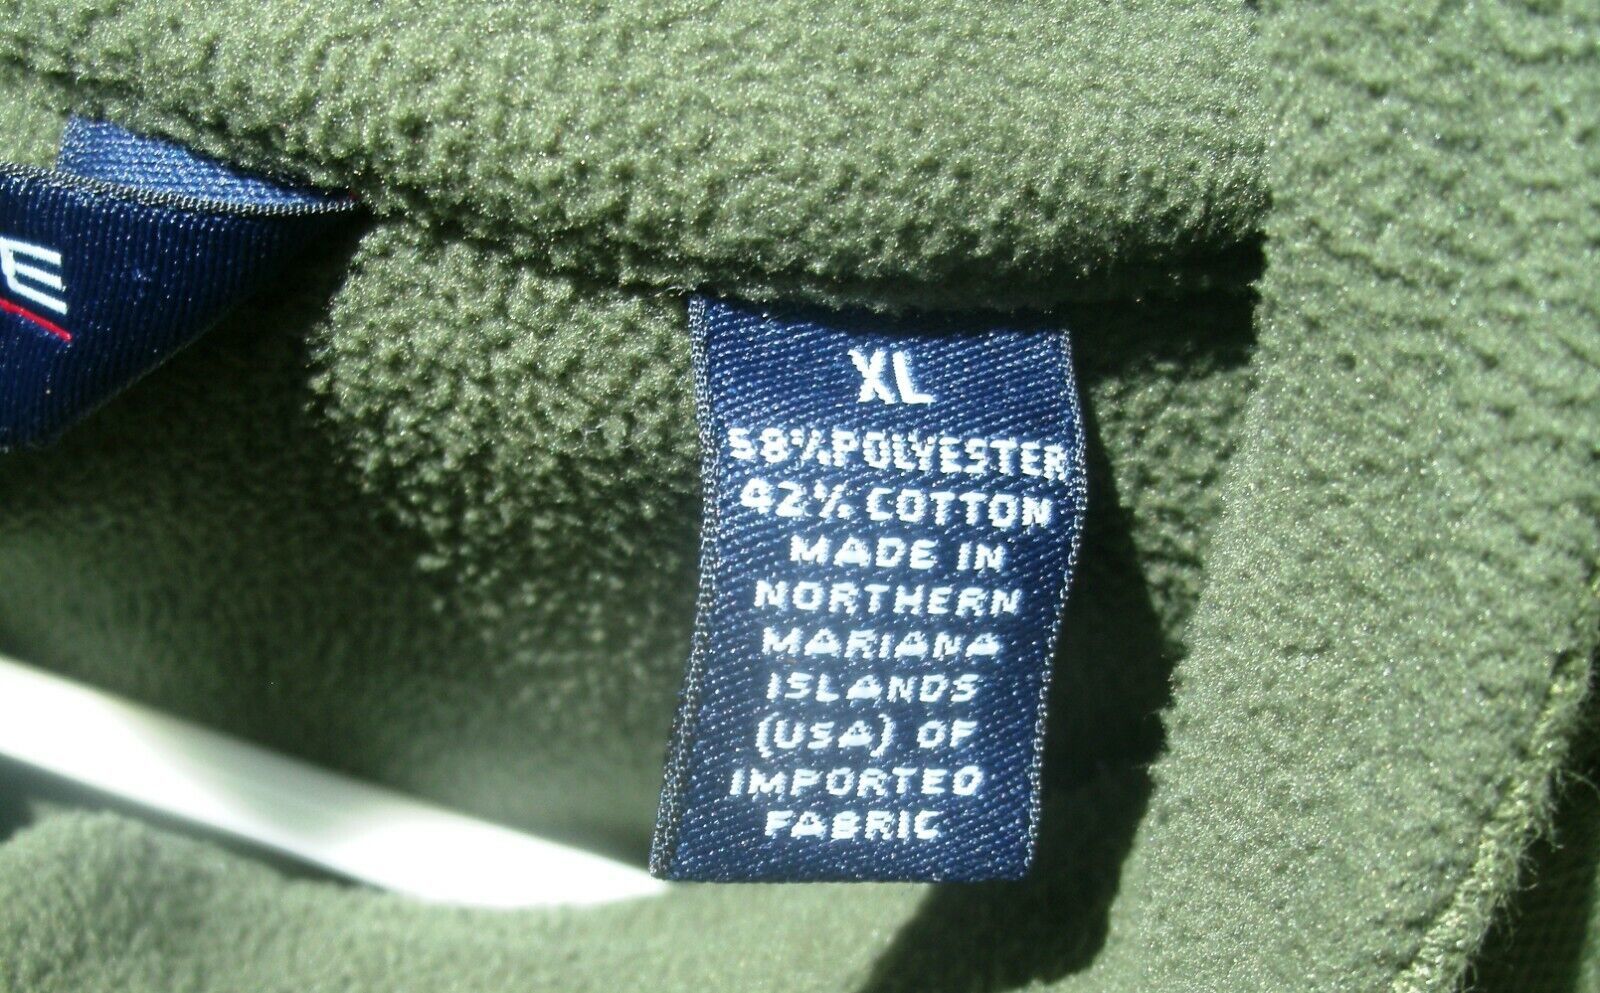 E
XL
58% POLYESTER
42% COTTON
MADE IN
NORTHERN
MARIANA
ISLANDS
(USA) OF
IMPORTED
FABRIC